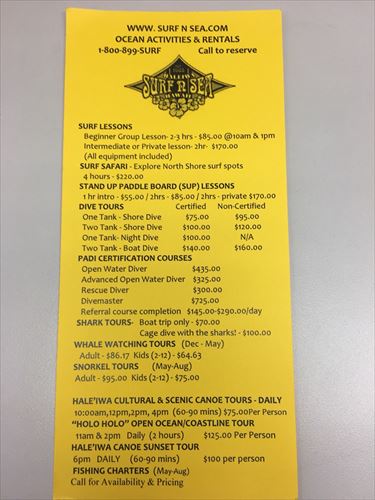 WWW. SURF N SEA.COM
OCEAN ACTIVITIES & RENTALS
1-800-899-SURF Call to reserve
HALEIWA
SURF N SEA
HAWAII
SURF LESSONS
Beginner Group Lesson- 2-3 hrs - $85.00 @10am & 1pm
Intermediate or Private lesson- 2hr- $170.00
(All equipment included)
SURF SAFARI - Explore North Shore surf spots
4 hours - $220.00
STAND UP PADDLE BOARD (SUP) LESSONS
1 hr intro - $55.00 / 2hrs - $85.00 / 2hrs - private $170.00
DIVE TOURS Certified Non-Certified
One Tank - Shore Dive $75.00 $95.00
Two Tank - Shore Dive $100.00 $120.00
One Tank- Night Dive $100.00 N/A
Two Tank - Boat Dive $140.00 $160.00
PADI CERTIFICATION COURSES
Open Water Diver $435.00
Advanced Open Water Diver $325.00
Rescue Diver $300.00
Divemaster $725.00
Referral course completion $145.00-$290.00/day
SHARK TOURS- Boat trip only - $70.00
Cage dive with the sharks! - $100.00
WHALE WATCHING TOURS (Dec - May)
Adult - $86.17 Kids (2-12) - $64.63
SNORKEL TOURS (May-Aug)
Adult - $95.00 Kids (2-12) - $75.00
HALE'IWA CULTURAL & SCENIC CANOE TOURS - DAILY
10:00am,12pm,2pm, 4pm (60-90 mins) $75.00Per Person
"HOLO HOLO" OPEN OCEAN/COASTLINE TOUR
11am & 2pm Daily (2 hours) $125.00 Per Person
HALE'IWA CANOE SUNSET TOUR
6pm DAILY (60-90 mins) $100 per person
FISHING CHARTERS (May-Aug)
Call for Availability & Pricing